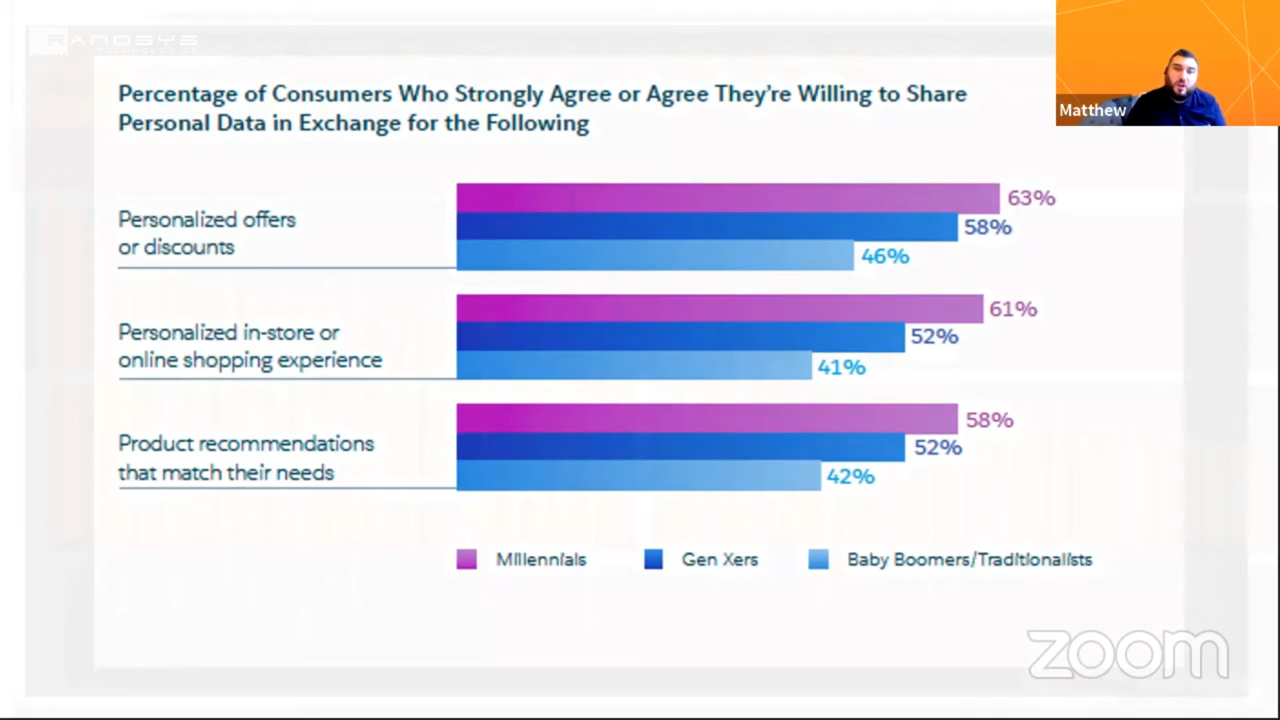 RANOSYS
TECHNOLOGIES
Matthew
Percentage of Consumers Who Strongly Agree or Agree They're Willing to Share
Personal Data in Exchange for the Following
Personalized offers
or discounts
63%
58%
46%
Personalized in-store or
online shopping experience
61%
52%
41%
Product recommendations
that match their needs
58%
52%
42%
Millennials
Gen Xers
Baby Boomers/Traditionalists
zoom